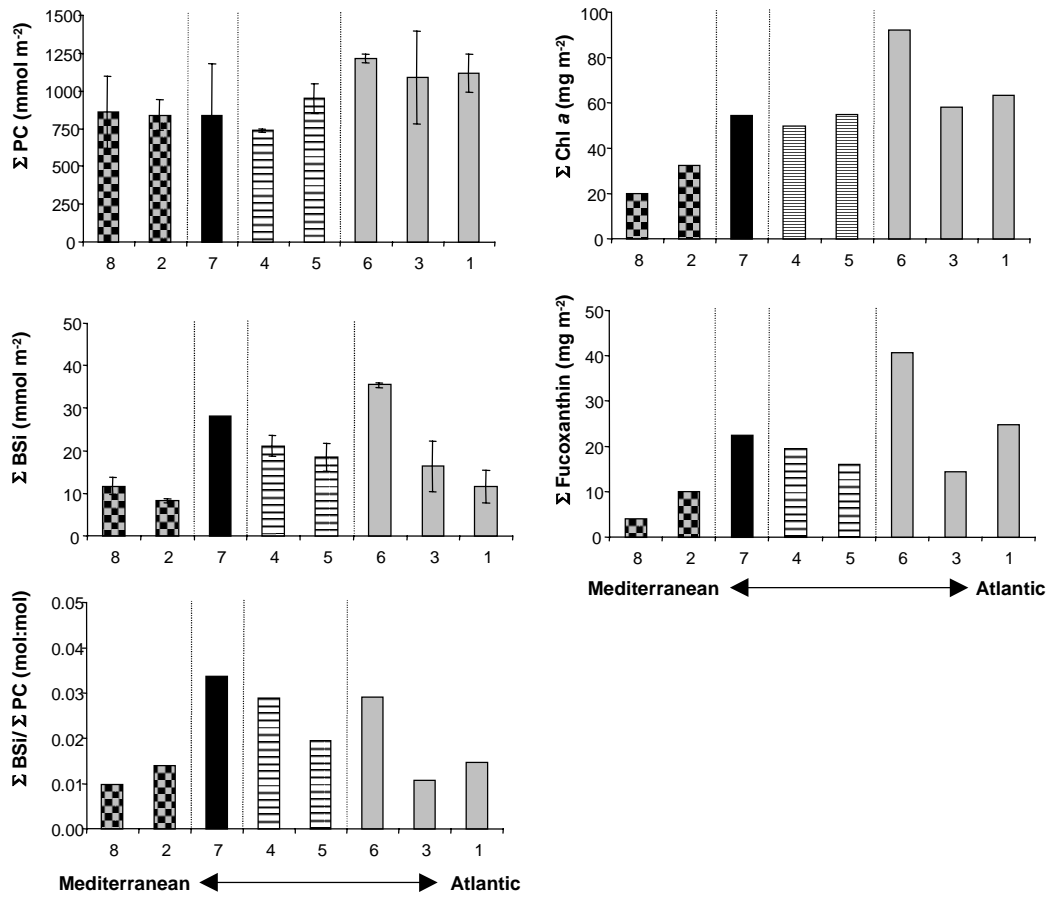 Σ PC (mmol m⁻²)
1500
1250
1000
750
500
250
0
8 2 7 4 5 6 3 1
Σ Chl a (mg m⁻²)
100
80
60
40
20
0
8 2 7 4 5 6 3 1
Σ BSi (mmol m⁻²)
50
40
30
20
10
0
8 2 7 4 5 6 3 1
Σ Fucoxanthin (mg m⁻²)
50
40
30
20
10
0
8 2 7 4 5 6 3 1
Mediterranean Atlantic
Σ BSi/ Σ PC (mol:mol)
0.05
0.04
0.03
0.02
0.01
0.00
8 2 7 4 5 6 3 1
Mediterranean Atlantic